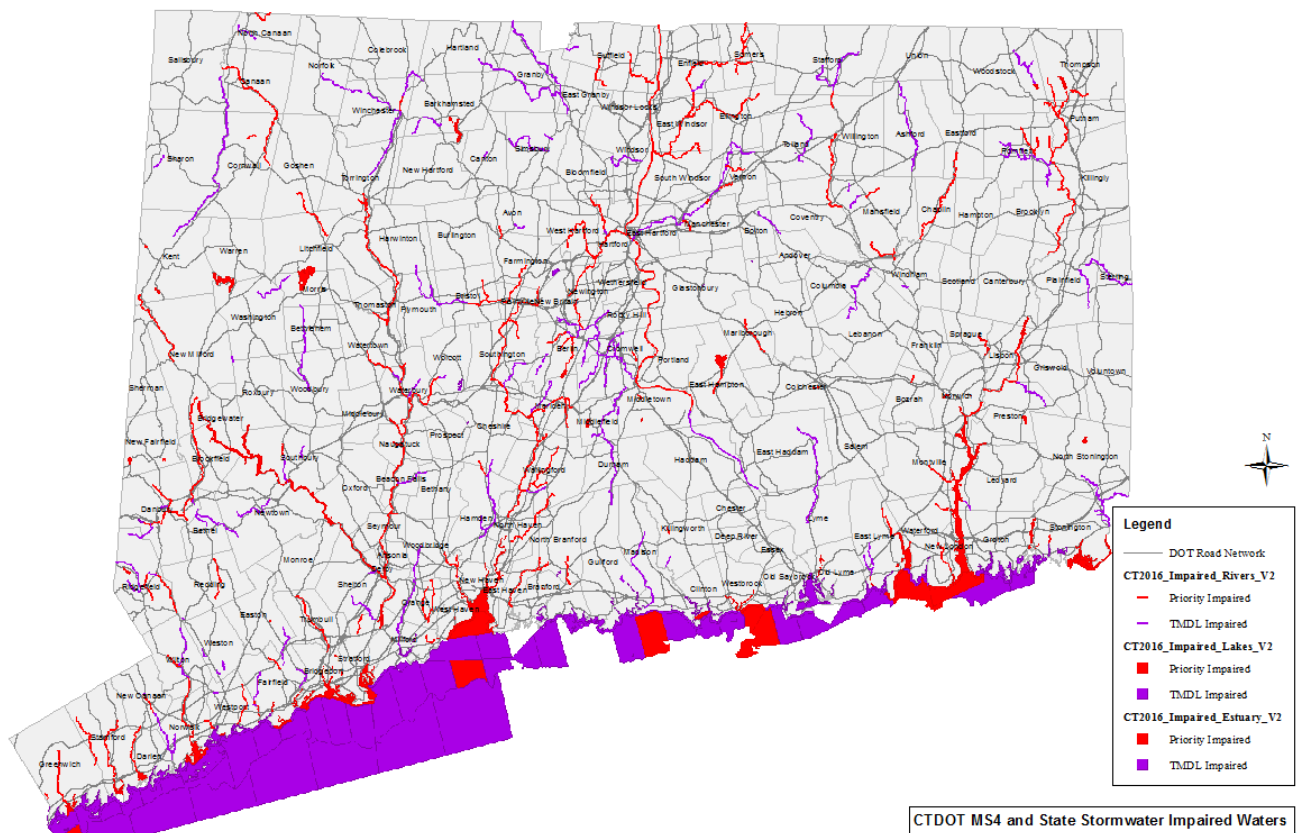 North Canaan
Colebrook
Hartland
Suffield
Enfield
Somers
Stafford
Union
Woodstock
Thompson
Salisbury
Norfolk
Granby
Canaan
East Granby
Windsor Locks
Winchester
Barkhamsted
East Windsor
Ellington
Willington
Ashford
Eastford
Putnam
Sharon
Cornwall
Goshen
Canton
Simsbury
Windsor
Tolland
Pomfret
Torrington
New Hartford
Bloomfield
South Windsor
Vernon
Killingly
Avon
West Hartford
Hartford
East Hartford
Manchester
Bolton
Coventry
Mansfield
Chaplin
Hampton
Brooklyn
Kent
Warren
Litchfield
Harwinton
Burlington
Farmington
Andover
Windham
Scotland
Canterbury
Plainfield
Sterling
Morris
Bristol
Newington
Wethersfield
Glastonbury
Columbia
Washington
Bethlehem
Thomaston
Plymouth
New Britain
Rocky Hill
Hebron
Lebanon
Franklin
Sprague
Lisbon
Griswold
Voluntown
New Milford
Watertown
Wolcott
Southington
Berlin
Cromwell
Portland
Marlborough
Sherman
Roxbury
Woodbury
Waterbury
East Hampton
Colchester
Bozrah
Norwich
Preston
Bridgewater
Middlebury
Prospect
Cheshire
Meriden
Middlefield
Middletown
New Fairfield
Brookfield
Southbury
Naugatuck
Wallingford
Durham
Haddam
East Haddam
Salem
Montville
North Stonington
Danbury
Bethel
Newtown
Oxford
Beacon Falls
Bethany
Ledyard
Seymour
Hamden
North Haven
Chester
Lyme
Ridgefield
Redding
Monroe
Shelton
Ansonia
Derby
Woodbridge
North Branford
Killingworth
Deep River
Essex
East Lyme
Waterford
New London
Groton
Stonington
Easton
Trumbull
Orange
New Haven
West Haven
East Haven
Branford
Guilford
Madison
Clinton
Westbrook
Old Saybrook
Old Lyme
Wilton
Weston
Fairfield
Bridgeport
Stratford
Milford
New Canaan
Westport
Norwalk
Stamford
Darien
Greenwich
N
Legend
DOT Road Network
CT2016_Impaired_Rivers_V2
Priority Impaired
TMDL Impaired
CT2016_Impaired_Lakes_V2
Priority Impaired
TMDL Impaired
CT2016_Impaired_Estuary_V2
Priority Impaired
TMDL Impaired
CTDOT MS4 and State Stormwater Impaired Waters